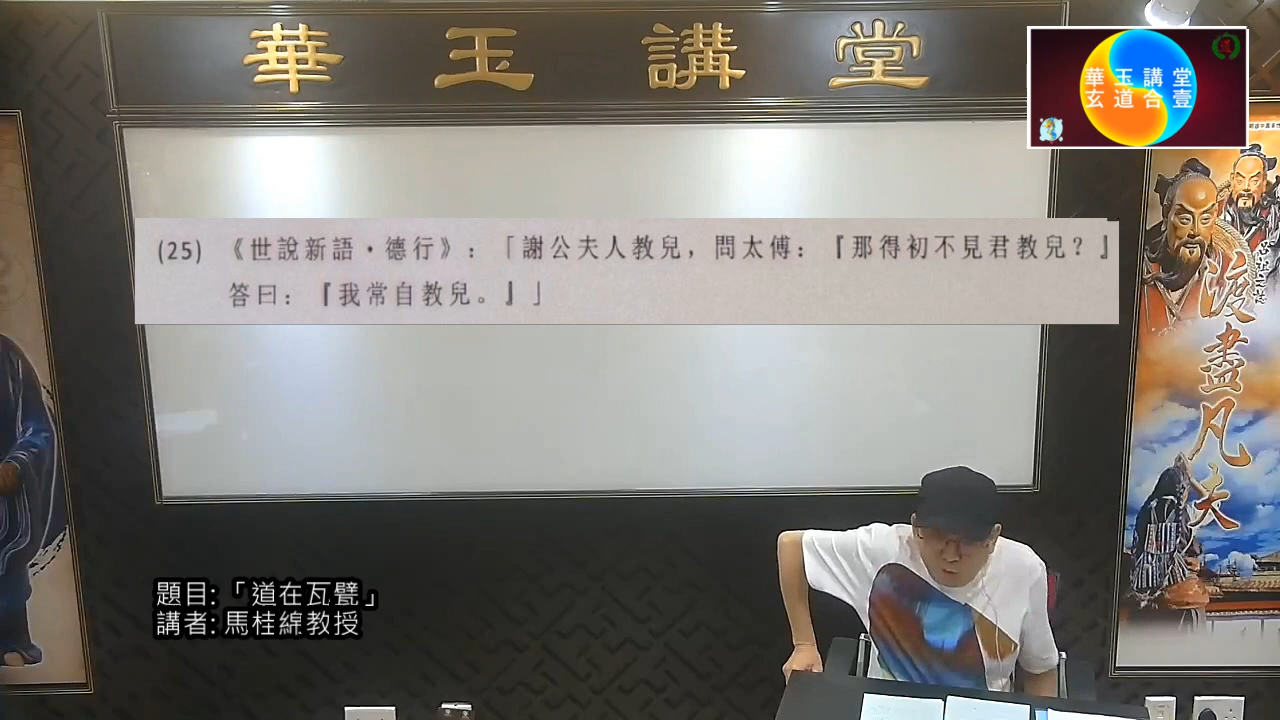 華玉講堂
華玉講堂
玄道合壹
道
(25) 《世說新語·德行》：「謝公夫人教兒，問太傅：『那得初不見君教兒？』
答曰：『我常自教兒。』」
渡盡凡夫
題目:「道在瓦甓」
講者: 馬桂綿教授